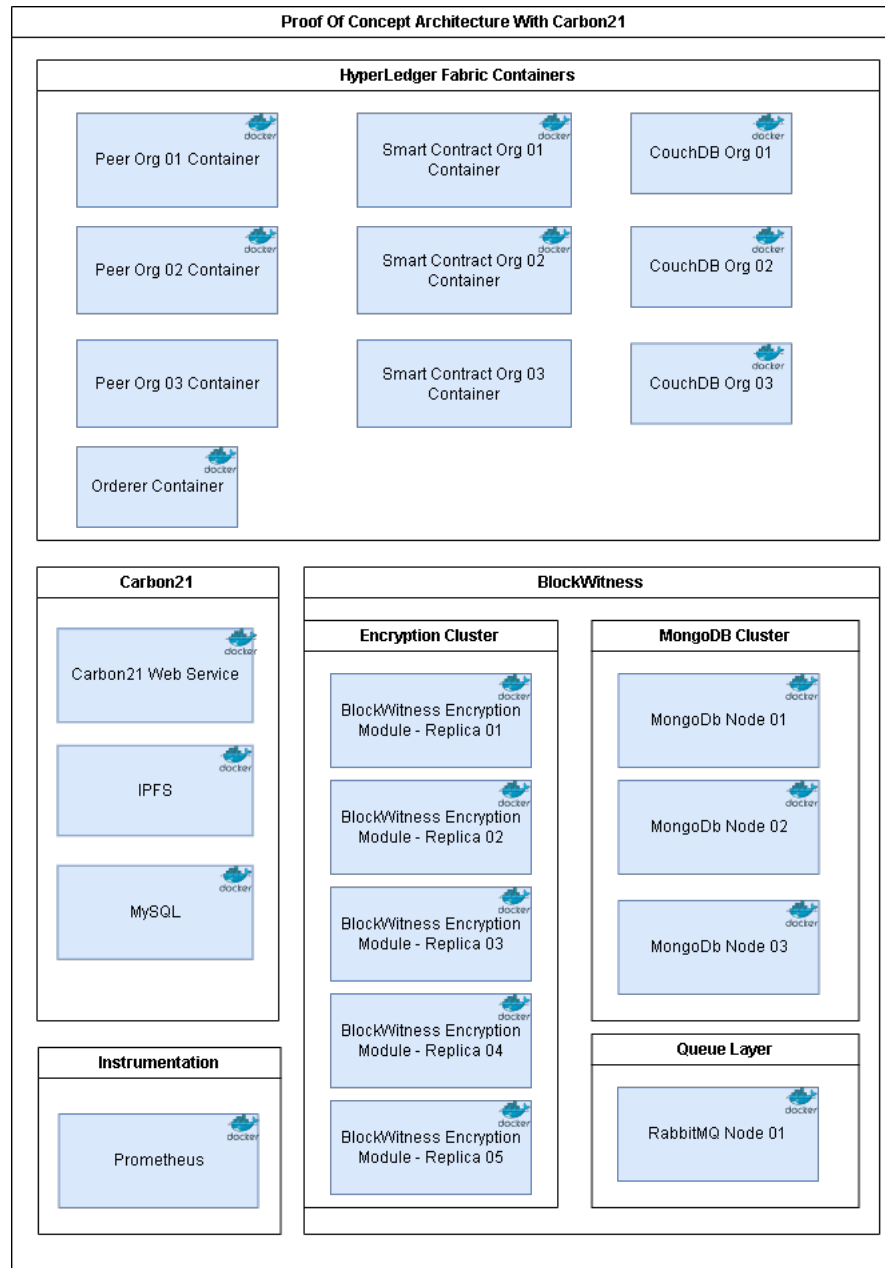 Proof Of Concept Architecture With Carbon21
HyperLedger Fabric Containers
docker
Peer Org 01 Container
docker
Smart Contract Org 01
Container
docker
CouchDB Org 01
docker
Peer Org 02 Container
docker
Smart Contract Org 02
Container
docker
CouchDB Org 02
Peer Org 03 Container
Smart Contract Org 03
Container
docker
CouchDB Org 03
docker
Orderer Container
Carbon21
docker
Carbon21 Web Service
docker
IPFS
docker
MySQL
Instrumentation
docker
Prometheus
BlockWitness
Encryption Cluster
docker
BlockWitness Encryption
Module - Replica 01
docker
BlockWitness Encryption
Module - Replica 02
docker
BlockWitness Encryption
Module - Replica 03
docker
BlockWitness Encryption
Module - Replica 04
docker
BlockWitness Encryption
Module - Replica 05
MongoDB Cluster
docker
MongoDb Node 01
docker
MongoDb Node 02
docker
MongoDb Node 03
Queue Layer
docker
RabbitMQ Node 01